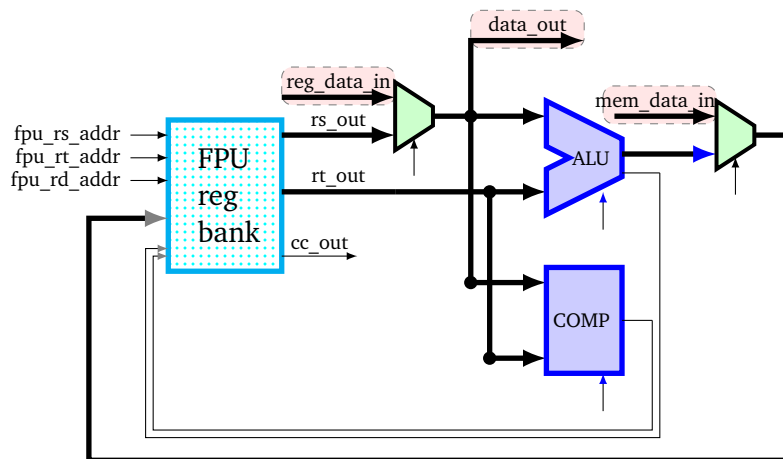 data_out
reg_data_in
mem_data_in
fpu_rs_addr
rs_out
fpu_rt_addr
FPU
ALU
fpu_rd_addr
rt_out
reg
bank
cc_out
COMP